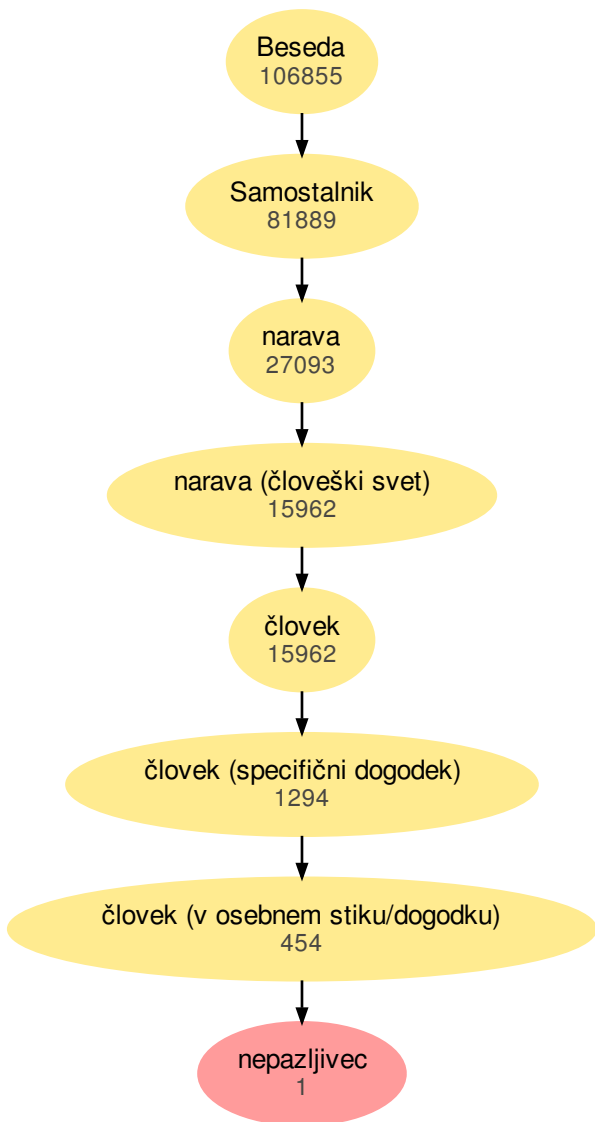 Beseda
106855
Samostalnik
81889
narava
27093
narava (človeški svet)
15962
človek
15962
človek (specifični dogodek)
1294
človek (v osebnem stiku/dogodku)
454
nepazljivec
1